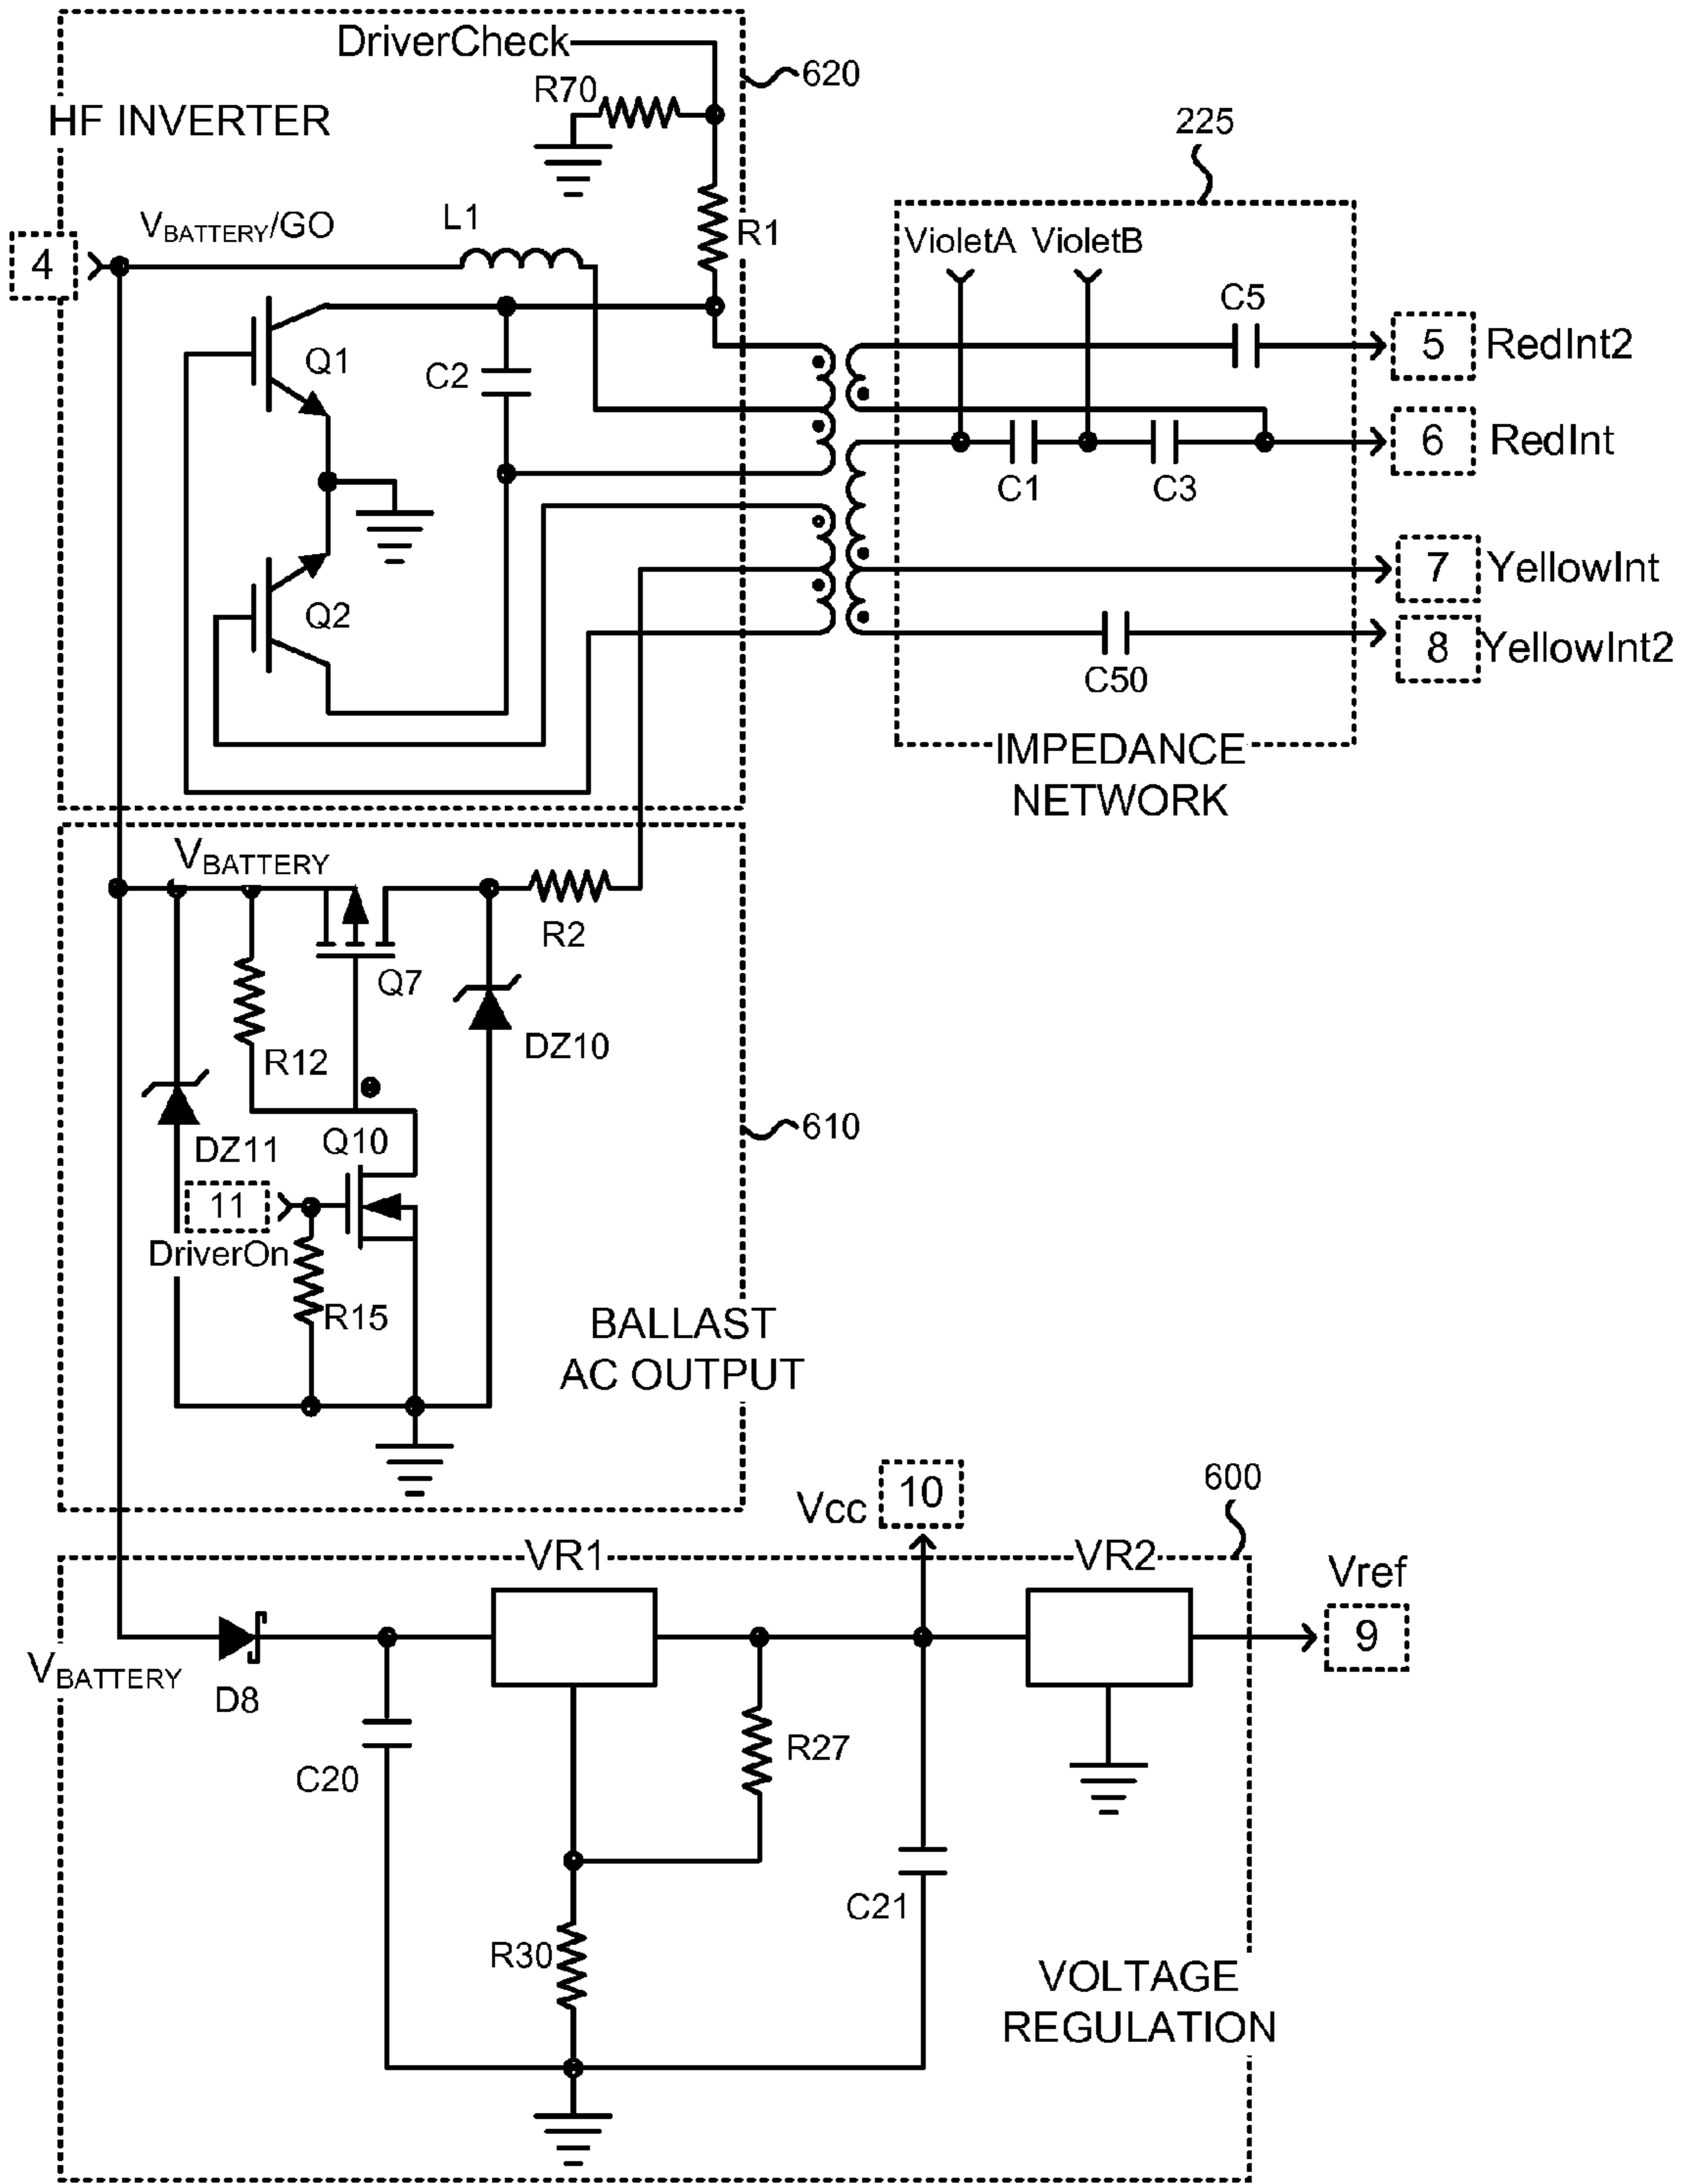 DriverCheck
620
R70
HF INVERTER
225
R1
L1
VBATTERY/GO
4
VioletA VioletB
C5
5 RedInt2
Q1
C2
6 RedInt
C1
C3
7 YellowInt
Q2
8 YellowInt2
C50
IMPEDANCE
NETWORK
VBATTERY
R2
Q7
DZ10
R12
610
Q10
DZ11
11
DriverOn
R15
BALLAST
AC OUTPUT
600
10
Vcc
VR1
VR2
Vref
9
VBATTERY
D8
R27
C20
C21
R30
VOLTAGE
REGULATION